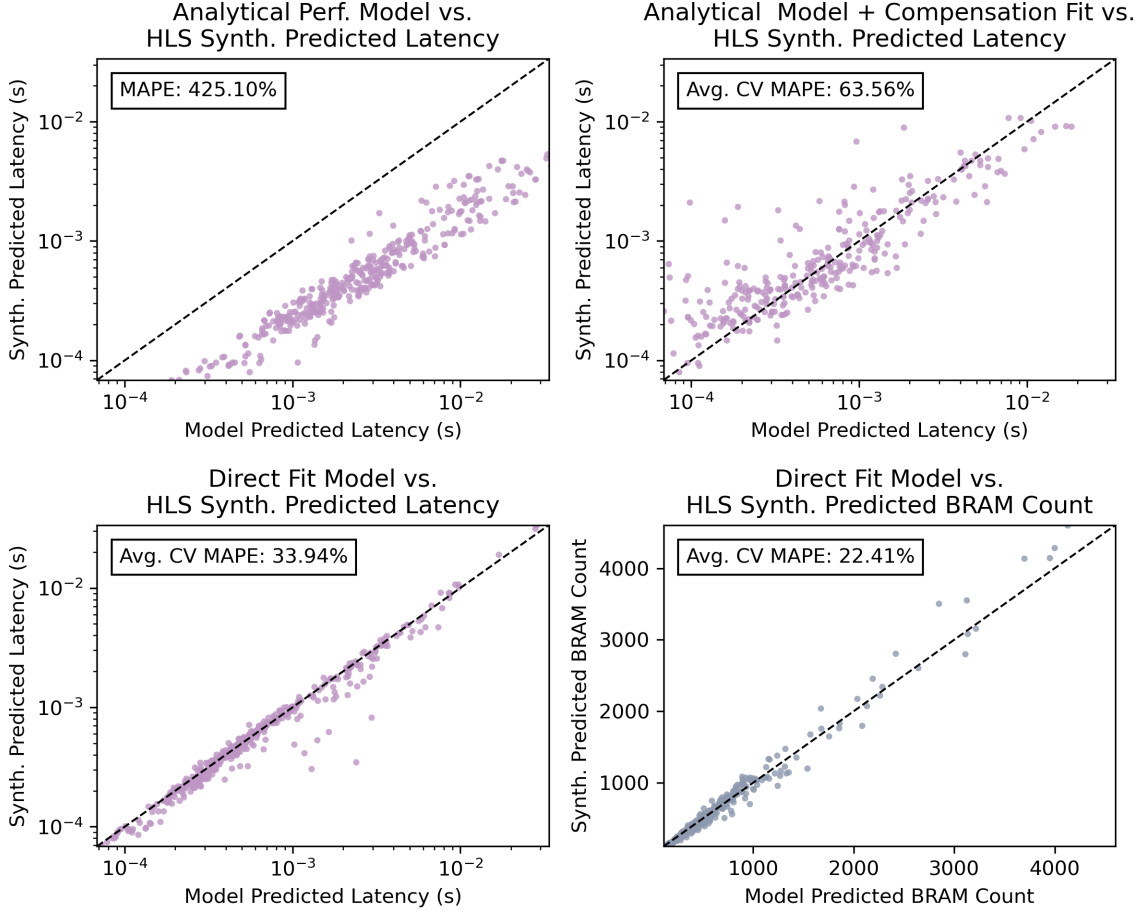 Analytical Perf. Model vs.
HLS Synth. Predicted Latency
MAPE: 425.10%
Synth. Predicted Latency (s)
10⁻²
10⁻³
10⁻⁴
10⁻⁴ 10⁻³ 10⁻²
Model Predicted Latency (s)
Analytical  Model + Compensation Fit vs.
HLS Synth. Predicted Latency
Avg. CV MAPE: 63.56%
Synth. Predicted Latency (s)
10⁻²
10⁻³
10⁻⁴
10⁻⁴ 10⁻³ 10⁻²
Model Predicted Latency (s)
Direct Fit Model vs.
HLS Synth. Predicted Latency
Avg. CV MAPE: 33.94%
Synth. Predicted Latency (s)
10⁻²
10⁻³
10⁻⁴
10⁻⁴ 10⁻³ 10⁻²
Model Predicted Latency (s)
Direct Fit Model vs.
HLS Synth. Predicted BRAM Count
Avg. CV MAPE: 22.41%
Synth. Predicted BRAM Count
4000
3000
2000
1000
1000 2000 3000 4000
Model Predicted BRAM Count